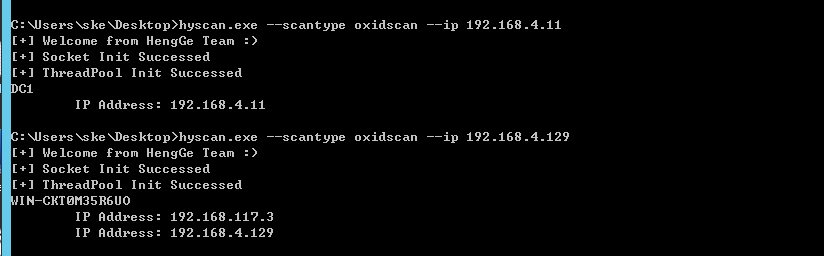 C:\Users\ske\Desktop>hyscan.exe --scantype oxidscan --ip 192.168.4.11
[+] Welcome from HengGe Team :)
[+] Socket Init Successed
[+] ThreadPool Init Successed
DC1
        IP Address: 192.168.4.11

C:\Users\ske\Desktop>hyscan.exe --scantype oxidscan --ip 192.168.4.129
[+] Welcome from HengGe Team :)
[+] Socket Init Successed
[+] ThreadPool Init Successed
WIN-CKT0M35R6UO
        IP Address: 192.168.117.3
        IP Address: 192.168.4.129